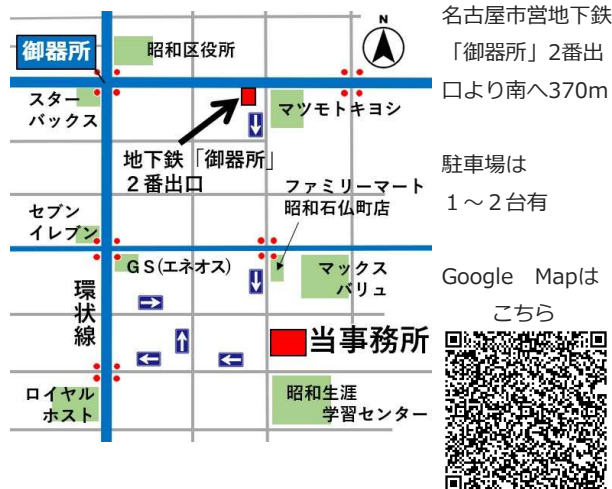 御器所
昭和区役所
N
スター
バックス
マツモトキヨシ
地下鉄「御器所」
２番出口
ファミリーマート
昭和石仏町店
セブン
イレブン
ＧＳ(エネオス)
マックス
バリュ
環状線
当事務所
ロイヤル
ホスト
昭和生涯
学習センター
名古屋市営地下鉄
「御器所」2番出
口より南へ370m
駐車場は
１～２台有
Google　Mapは
こちら